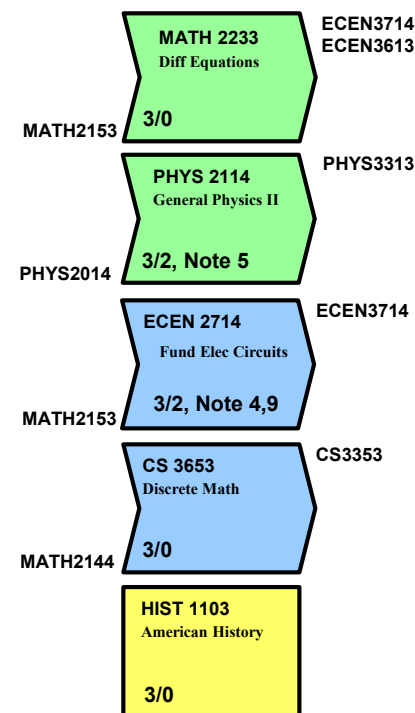 MATH 2233
Diff Equations
3/0
ECEN3714
ECEN3613
MATH2153
PHYS 2114
General Physics II
3/2, Note 5
PHYS3313
PHYS2014
ECEN 2714
Fund Elec Circuits
3/2, Note 4,9
ECEN3714
MATH2153
CS 3653
Discrete Math
3/0
CS3353
MATH2144
HIST 1103
American History
3/0